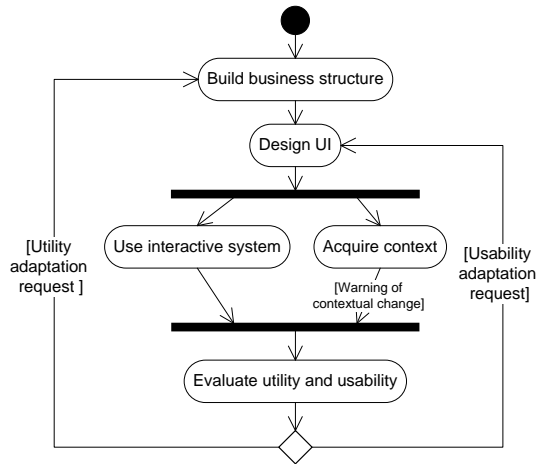 Build business structure
Design UI
Use interactive system
Acquire context
[Utility
adaptation
request ]
[Usability
adaptation
request]
[Warning of
contextual change]
Evaluate utility and usability